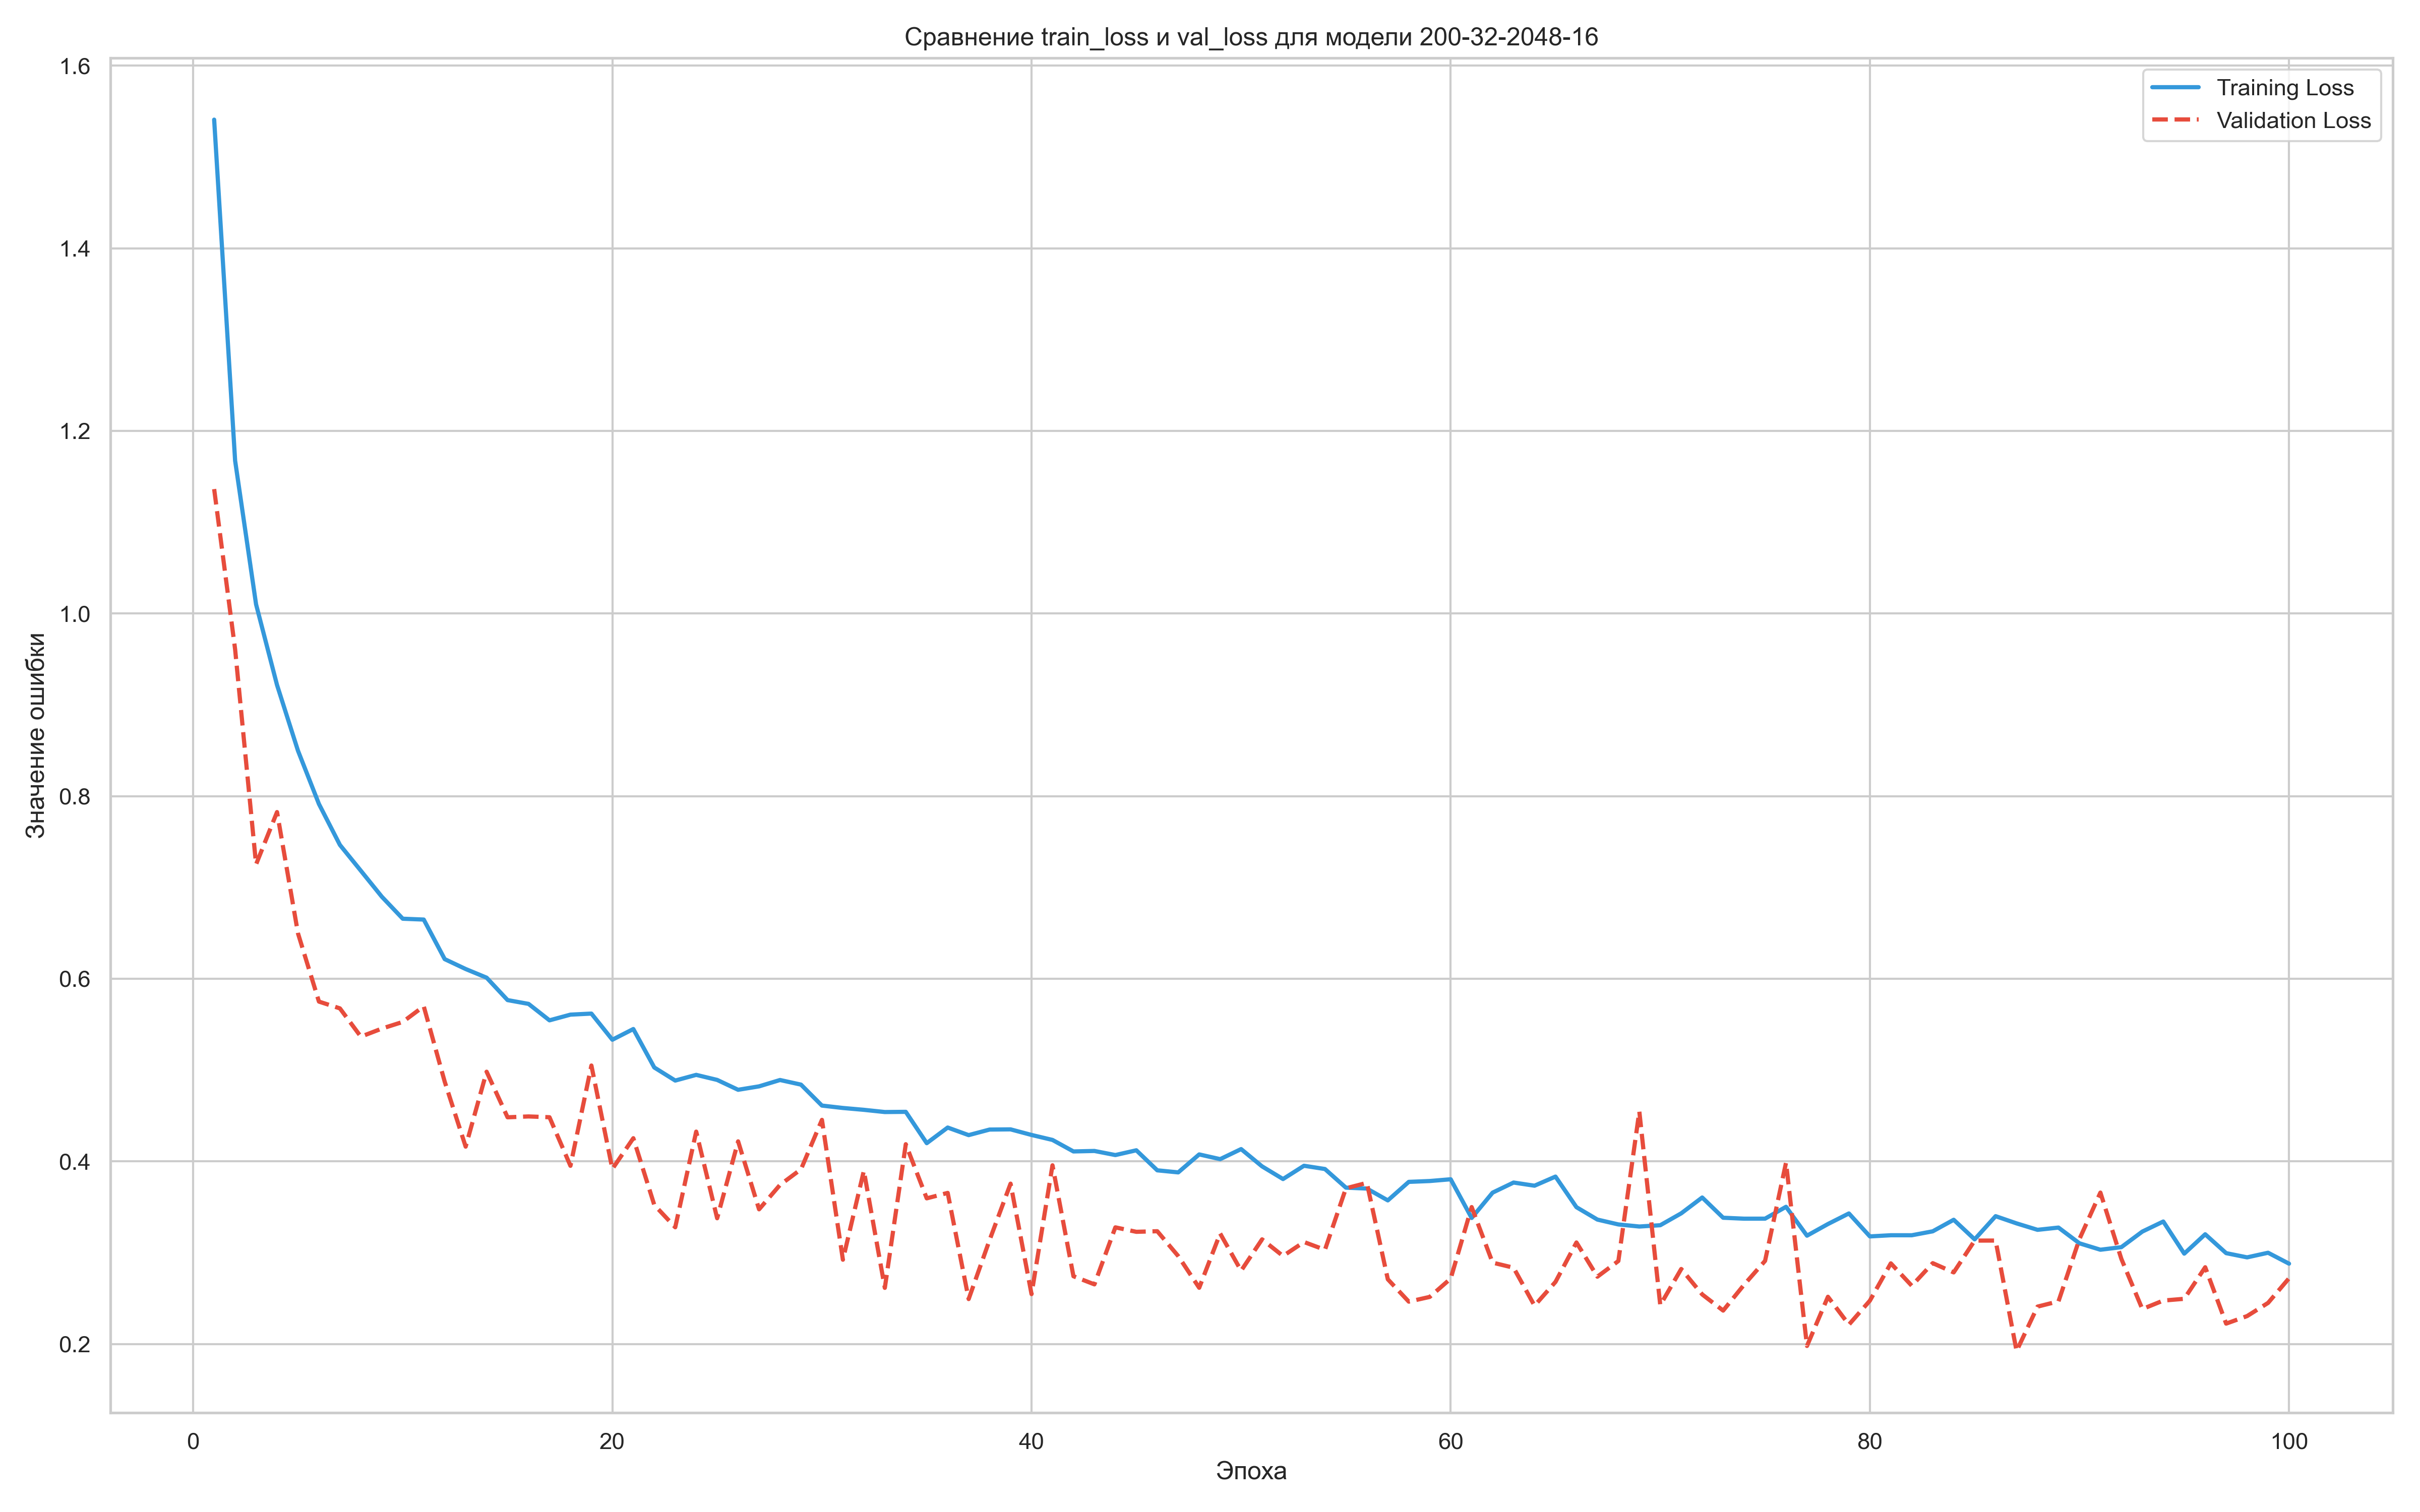 Сравнение train_loss и val_loss для модели 200-32-2048-16
Training Loss
Validation Loss
1.6
1.4
1.2
1.0
0.8
0.6
0.4
0.2
Значение ошибки
0 20 40 60 80 100
Эпоха